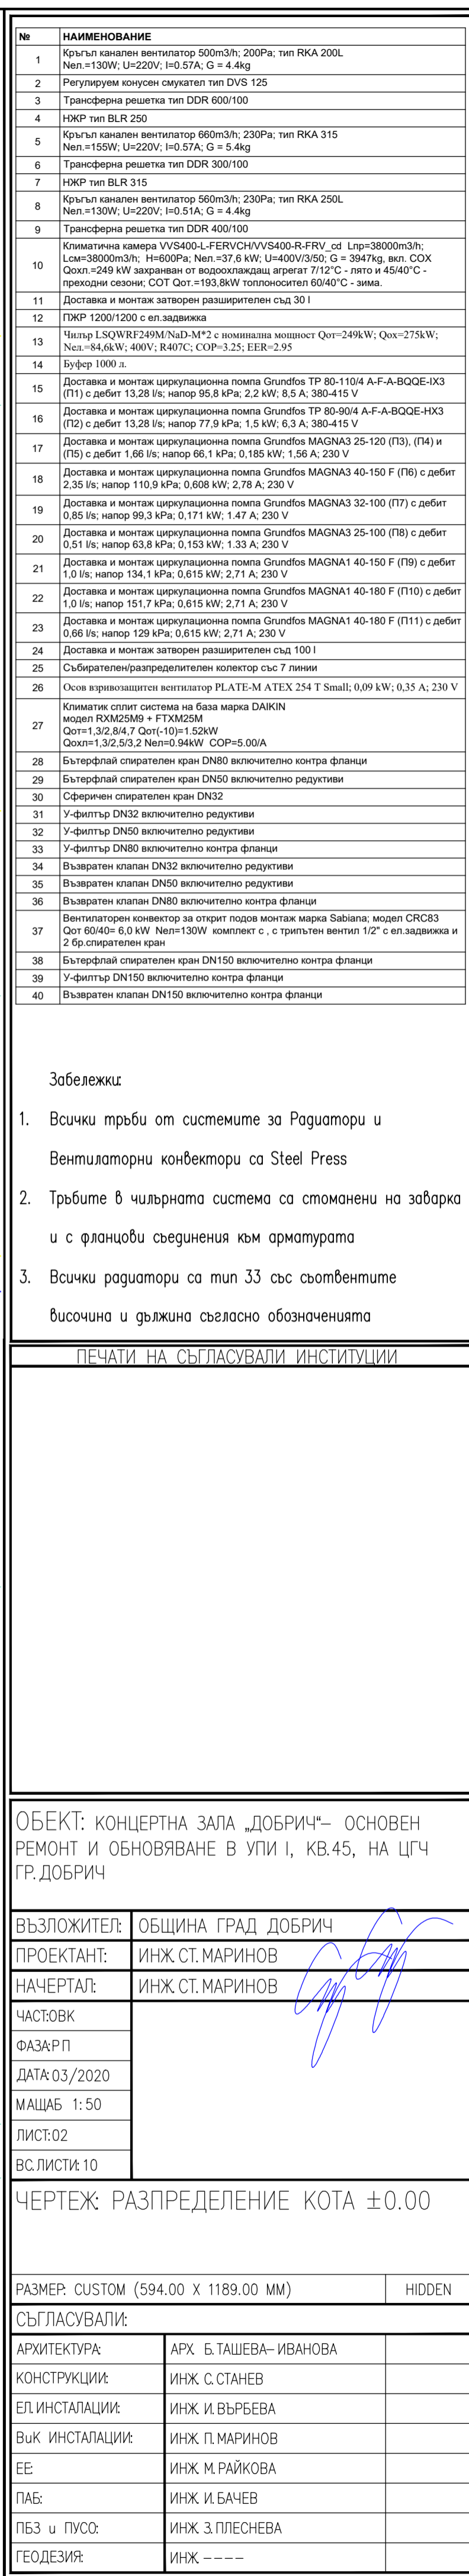 № НАИМЕНОВАНИЕ
1 Кръгъл канален вентилатор 500m3/h; 200Pa; тип RKA 200L
Nел.=130W; U=220V; I=0.57A; G = 4.4kg
2 Регулируем конусен смукател тип DVS 125
3 Трансферна решетка тип DDR 600/100
4 НЖР тип BLR 250
5 Кръгъл канален вентилатор 660m3/h; 230Pa; тип RKA 315
Nел.=155W; U=220V; I=0.57A; G = 5.4kg
6 Трансферна решетка тип DDR 300/100
7 НЖР тип BLR 315
8 Кръгъл канален вентилатор 560m3/h; 230Pa; тип RKA 250L
Nел.=130W; U=220V; I=0.51A; G = 4.4kg
9 Трансферна решетка тип DDR 400/100
10 Климатична камера VVS400-L-FERVCH/VVS400-R-FRV_cd Lпр=38000m3/h;
Lсм=38000m3/h; H=600Pa; Nел.=37,6 kW; U=400V/3/50; G = 3947kg, вкл. СОХ
Qохл.=249 kW захранван от водоохлаждащ агрегат 7/12°C - лято и 45/40°C -
преходни сезони; СОТ Qот.=193,8kW топлоносител 60/40°C - зима.
11 Доставка и монтаж затворен разширителен съд 30 l
12 ПЖР 1200/1200 с ел.задвижка
13 Чилър LSQWRF249M/NaD-M*2 с номинална мощност Qот=249kW; Qох=275kW;
Nел.=84,6kW; 400V; R407C; COP=3.25; EER=2.95
14 Буфер 1000 л.
15 Доставка и монтаж циркулационна помпа Grundfos TP 80-110/4 A-F-A-BQQE-IX3
(П1) с дебит 13,28 l/s; напор 95,8 kPa; 2,2 kW; 8,5 A; 380-415 V
16 Доставка и монтаж циркулационна помпа Grundfos TP 80-90/4 A-F-A-BQQE-HX3
(П2) с дебит 13,28 l/s; напор 77,9 kPa; 1,5 kW; 6,3 A; 380-415 V
17 Доставка и монтаж циркулационна помпа Grundfos MAGNA3 25-120 (П3), (П4) и
(П5) с дебит 1,66 l/s; напор 66,1 kPa; 0,185 kW; 1,56 A; 230 V
18 Доставка и монтаж циркулационна помпа Grundfos MAGNA3 40-150 F (П6) с дебит
2,35 l/s; напор 110,9 kPa; 0,608 kW; 2,78 A; 230 V
19 Доставка и монтаж циркулационна помпа Grundfos MAGNA3 32-100 (П7) с дебит
0,85 l/s; напор 99,3 kPa; 0,171 kW; 1.47 A; 230 V
20 Доставка и монтаж циркулационна помпа Grundfos MAGNA3 25-100 (П8) с дебит
0,51 l/s; напор 63,8 kPa; 0,153 kW; 1.33 A; 230 V
21 Доставка и монтаж циркулационна помпа Grundfos MAGNA1 40-150 F (П9) с дебит
1,0 l/s; напор 134,1 kPa; 0,615 kW; 2,71 A; 230 V
22 Доставка и монтаж циркулационна помпа Grundfos MAGNA1 40-180 F (П10) с дебит
1,0 l/s; напор 151,7 kPa; 0,615 kW; 2,71 A; 230 V
23 Доставка и монтаж циркулационна помпа Grundfos MAGNA1 40-180 F (П11) с дебит
0,66 l/s; напор 129 kPa; 0,615 kW; 2,71 A; 230 V
24 Доставка и монтаж затворен разширителен съд 100 l
25 Събирателен/разпределителен колектор със 7 линии
26 Осов взривозащитен вентилатор PLATE-M ATEX 254 T Small; 0,09 kW; 0,35 A; 230 V
27 Климатик сплит система на база марка DAIKIN
модел RXM25M9 + FTXM25M
Qот=1,3/2,8/4,7 Qот(-10)=1.52kW
Qохл=1,3/2,5/3,2 Nел=0.94kW COP=5.00/A
28 Бътерфлай спирателен кран DN80 включително контра фланци
29 Бътерфлай спирателен кран DN50 включително редуктиви
30 Сферичен спирателен кран DN32
31 У-филтър DN32 включително редуктиви
32 У-филтър DN50 включително редуктиви
33 У-филтър DN80 включително контра фланци
34 Възвратен клапан DN32 включително редуктиви
35 Възвратен клапан DN50 включително редуктиви
36 Възвратен клапан DN80 включително контра фланци
37 Вентилаторен конвектор за открит подов монтаж марка Sabiana; модел CRC83
Qот 60/40= 6,0 kW Nел=130W комплект с , с трипътен вентил 1/2" с ел.задвижка и
2 бр.спирателен кран
38 Бътерфлай спирателен кран DN150 включително контра фланци
39 У-филтър DN150 включително контра фланци
40 Възвратен клапан DN150 включително контра фланци
Забележки:
1. Всички тръби от системите за Радиатори и
Вентилаторни конвектори са Steel Press
2. Тръбите в чилърната система са стоманени на заварка
и с фланцови съединения към арматурата
3. Всички радиатори са тип 33 със съответните
височина и дължина съгласно обозначенията
ПЕЧАТИ НА СЪГЛАСУВАЛИ ИНСТИТУЦИИ
ОБЕКТ: КОНЦЕРТНА ЗАЛА „ДОБРИЧ“– ОСНОВЕН
РЕМОНТ И ОБНОВЯВАНЕ В УПИ I, КВ.45, НА ЦГЧ
ГР.ДОБРИЧ
ВЪЗЛОЖИТЕЛ: ОБЩИНА ГРАД ДОБРИЧ
ПРОЕКТАНТ: ИНЖ. СТ. МАРИНОВ
НАЧЕРТАЛ: ИНЖ. СТ. МАРИНОВ
ЧАСТ:ОВК
ФАЗА:Р П
ДАТА: 03/2020
МАЩАБ 1:50
ЛИСТ:02
ВС.ЛИСТИ: 10
ЧЕРТЕЖ: РАЗПРЕДЕЛЕНИЕ КОТА ±0.00
РАЗМЕР: CUSTOM (594.00 X 1189.00 MM) HIDDEN
СЪГЛАСУВАЛИ:
АРХИТЕКТУРА: АРХ. Б. ТАШЕВА–ИВАНОВА
КОНСТРУКЦИИ: ИНЖ. С. СТАНЕВ
ЕЛ. ИНСТАЛАЦИИ: ИНЖ. И. ВЪРБЕВА
ВиК ИНСТАЛАЦИИ: ИНЖ. П. МАРИНОВ
ЕЕ: ИНЖ. М. РАЙКОВА
ПАБ: ИНЖ. И. БАЧЕВ
ПБЗ и ПУСО: ИНЖ. З. ПЛЕСНЕВА
ГЕОДЕЗИЯ: ИНЖ. ––––